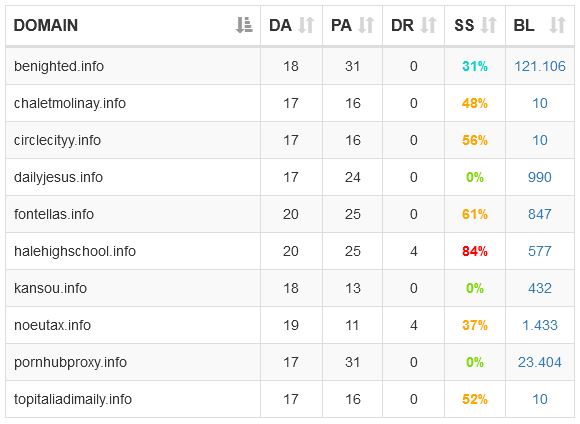 DOMAIN DA PA DR SS BL
benighted.info 18 31 0 31% 121.106
chaletmolinay.info 17 16 0 48% 10
circlecityy.info 17 16 0 56% 10
dailyjesus.info 17 24 0 0% 990
fontellas.info 20 25 0 61% 847
halehighschool.info 20 25 4 84% 577
kansou.info 18 13 0 0% 432
noeutax.info 19 11 4 37% 1.433
pornhubproxy.info 17 31 0 0% 23.404
topitaliadimaily.info 17 16 0 52% 10